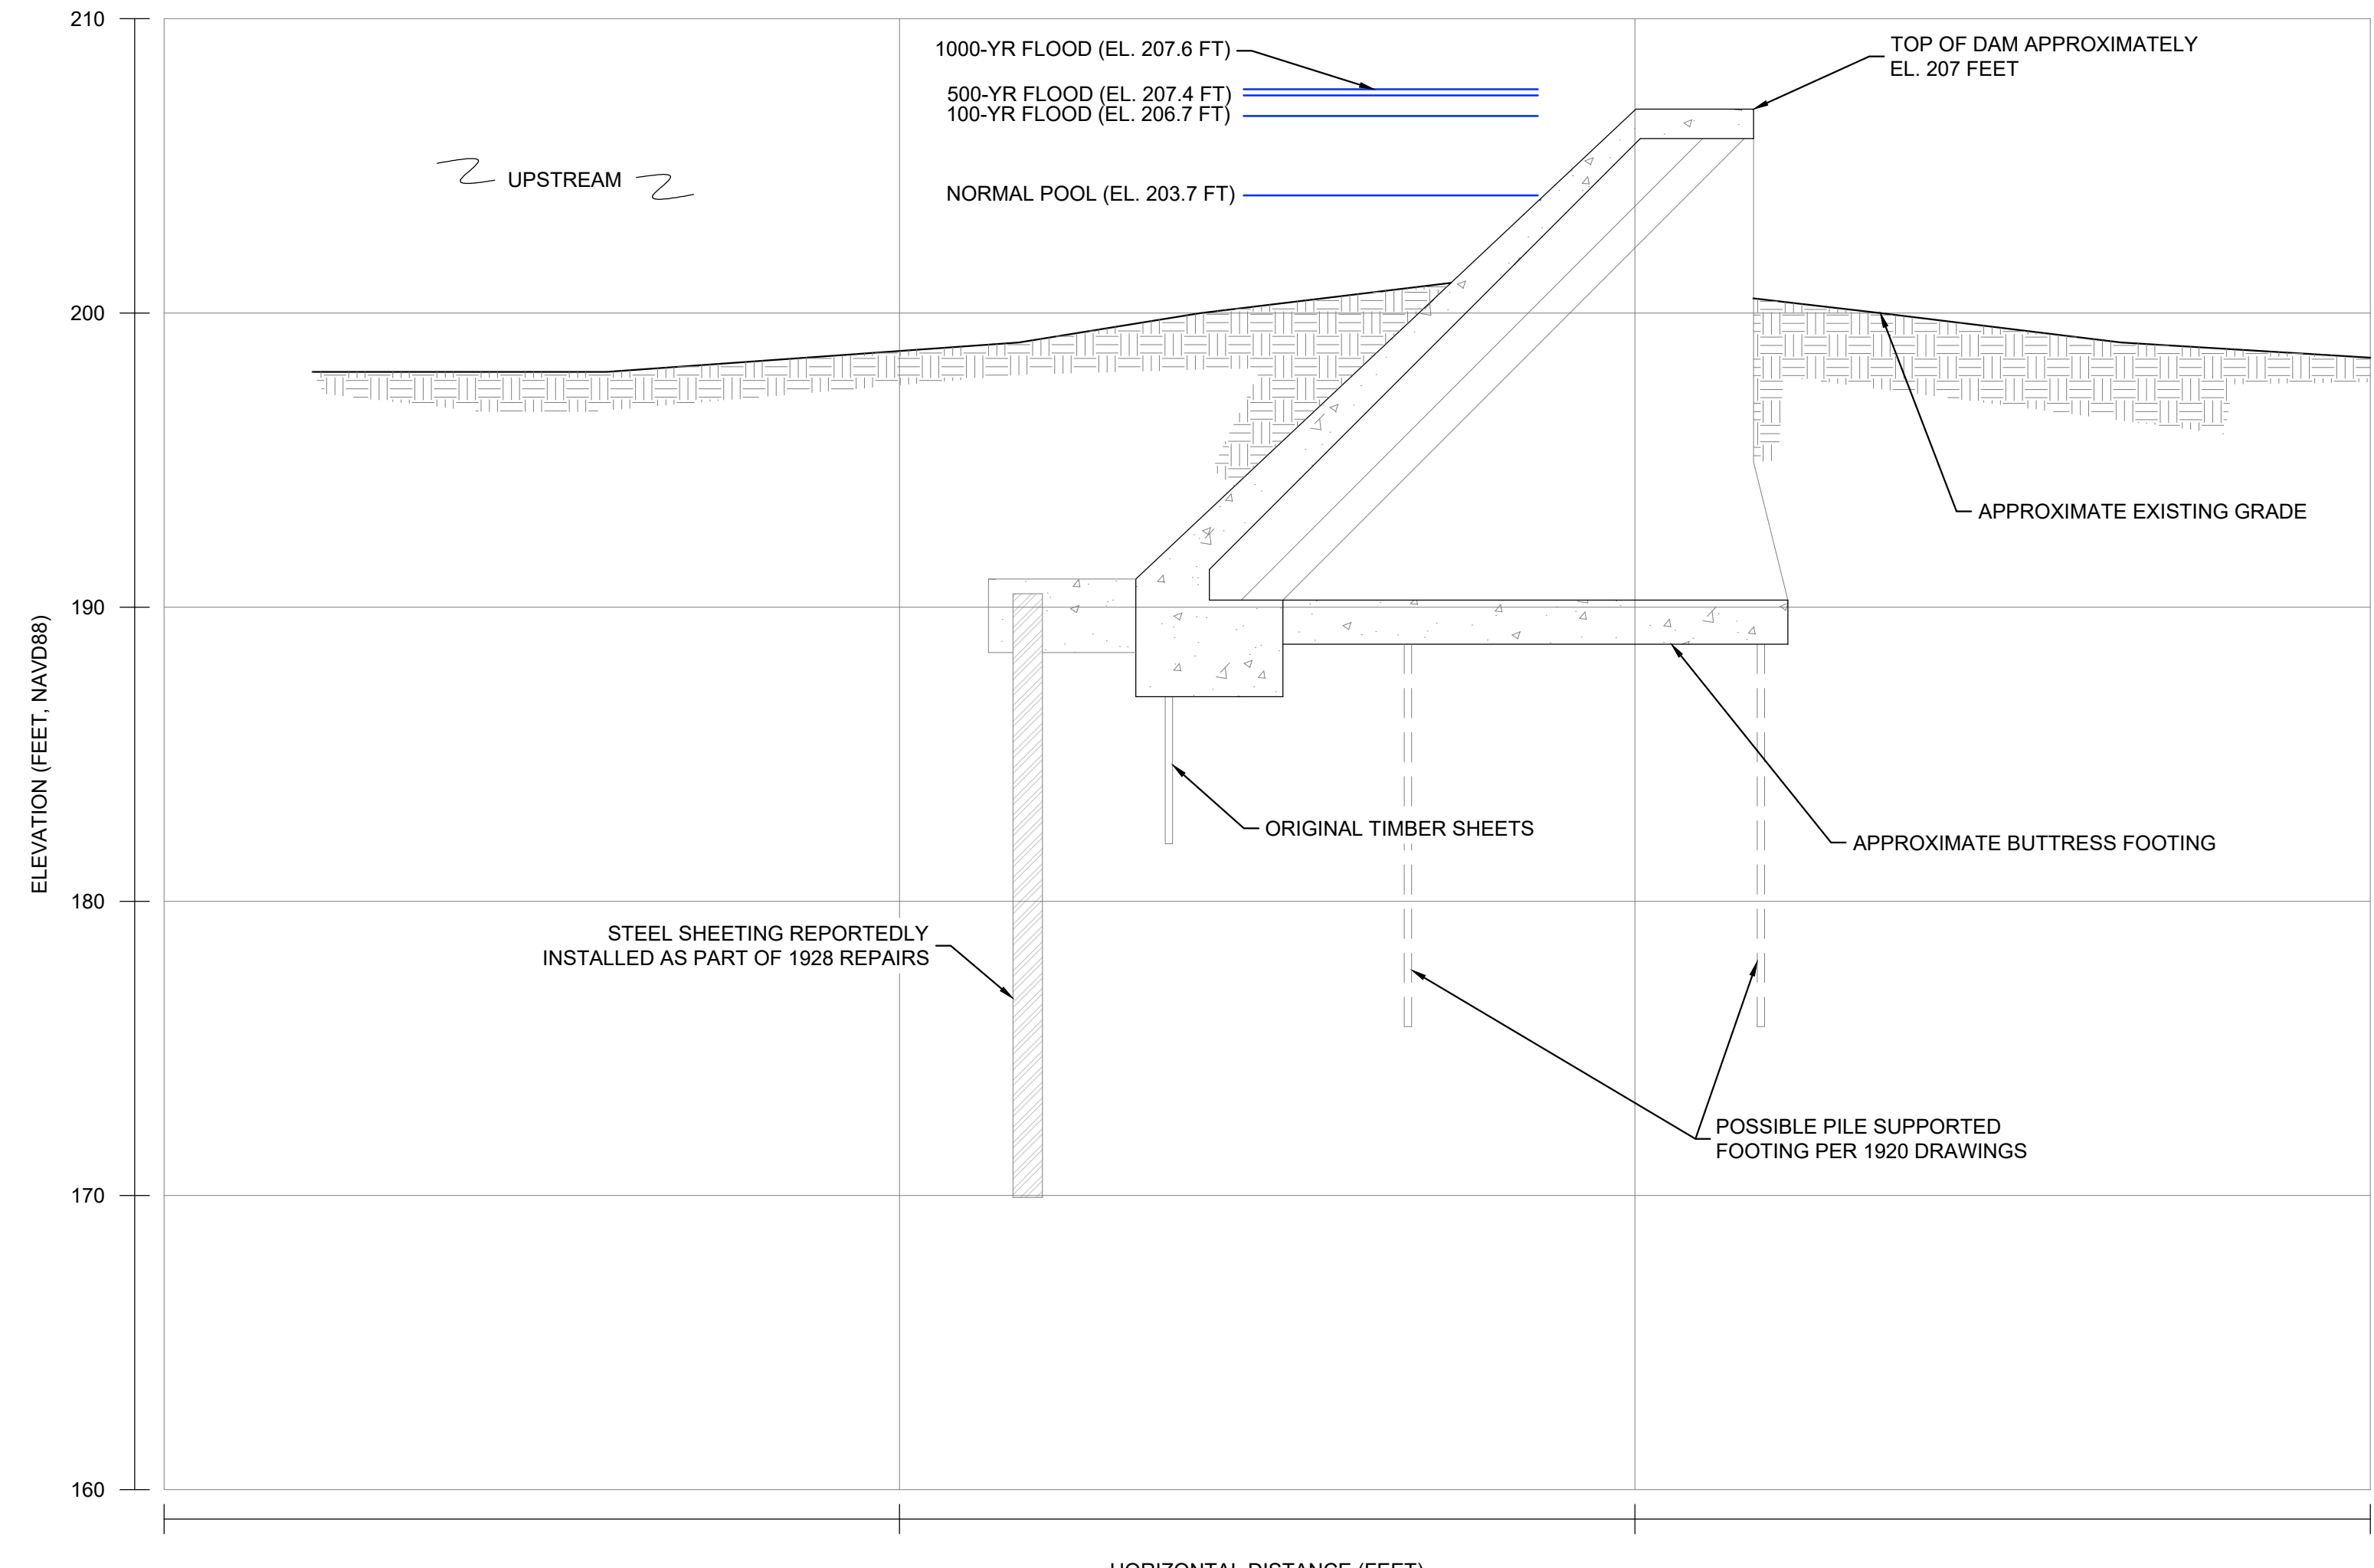 210
1000-YR FLOOD (EL. 207.6 FT)
TOP OF DAM APPROXIMATELY
EL. 207 FEET
500-YR FLOOD (EL. 207.4 FT)
100-YR FLOOD (EL. 206.7 FT)
UPSTREAM
NORMAL POOL (EL. 203.7 FT)
200
APPROXIMATE EXISTING GRADE
190
ELEVATION (FEET, NAVD88)
ORIGINAL TIMBER SHEETS
APPROXIMATE BUTTRESS FOOTING
180
STEEL SHEETING REPORTEDLY
INSTALLED AS PART OF 1928 REPAIRS
POSSIBLE PILE SUPPORTED
FOOTING PER 1920 DRAWINGS
170
160
HORIZONTAL DISTANCE (FEET)